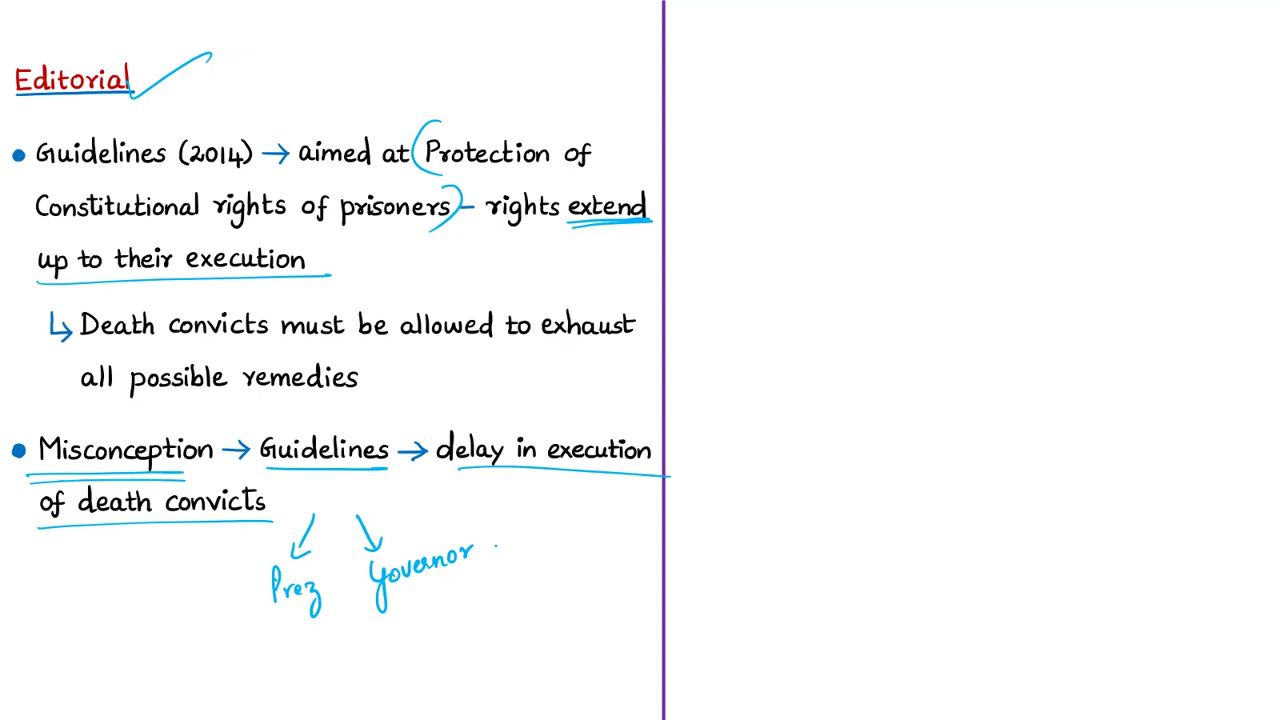 Editorial
• Guidelines (2014) → aimed at (Protection of
Constitutional rights of prisoners) - rights extend
up to their execution
↳ Death convicts must be allowed to exhaust
all possible remedies
• Misconception → Guidelines → delay in execution
of death convicts
Prez Governor